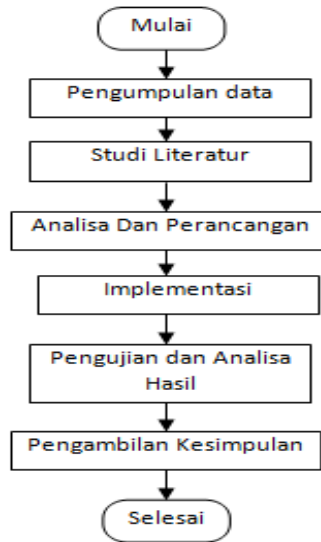 Mulai
Pengumpulan data
Studi Literatur
Analisa Dan Perancangan
Implementasi
Pengujian dan Analisa
Hasil
Pengambilan Kesimpulan
Selesai